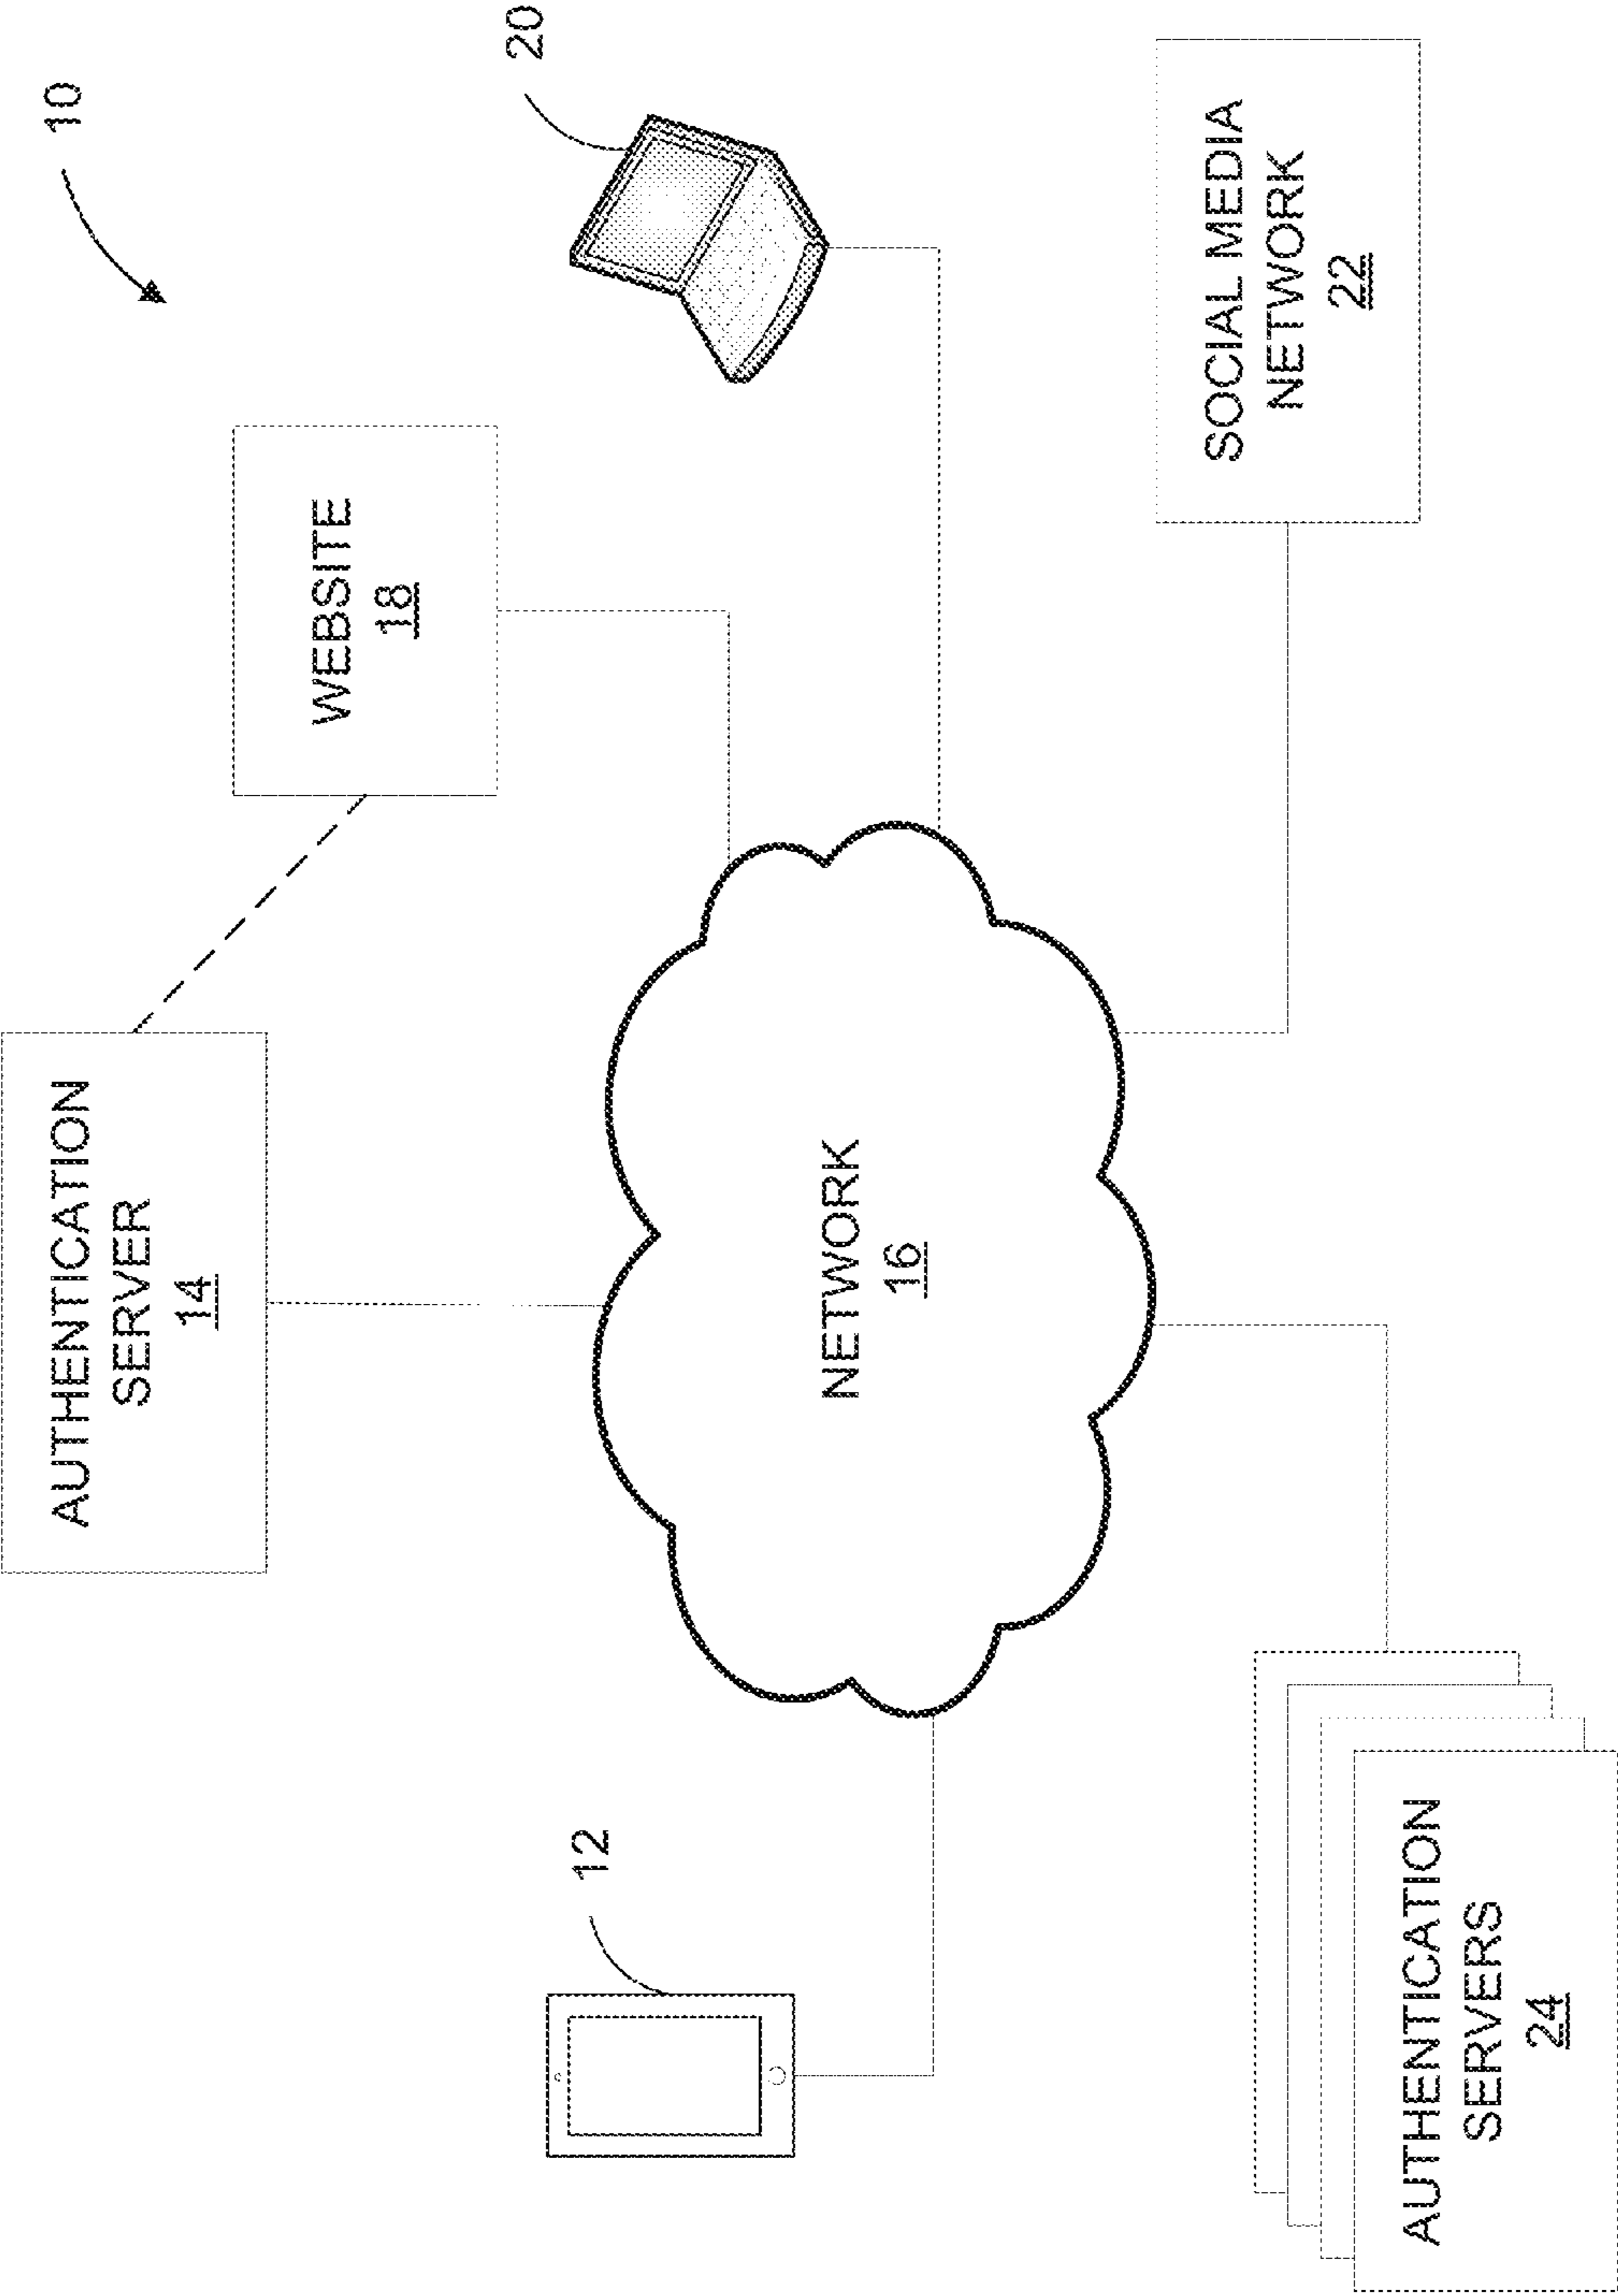 10
AUTHENTICATION
SERVER
14
WEBSITE
18
20
12
NETWORK
16
AUTHENTICATION
SERVERS
24
SOCIAL MEDIA
NETWORK
22